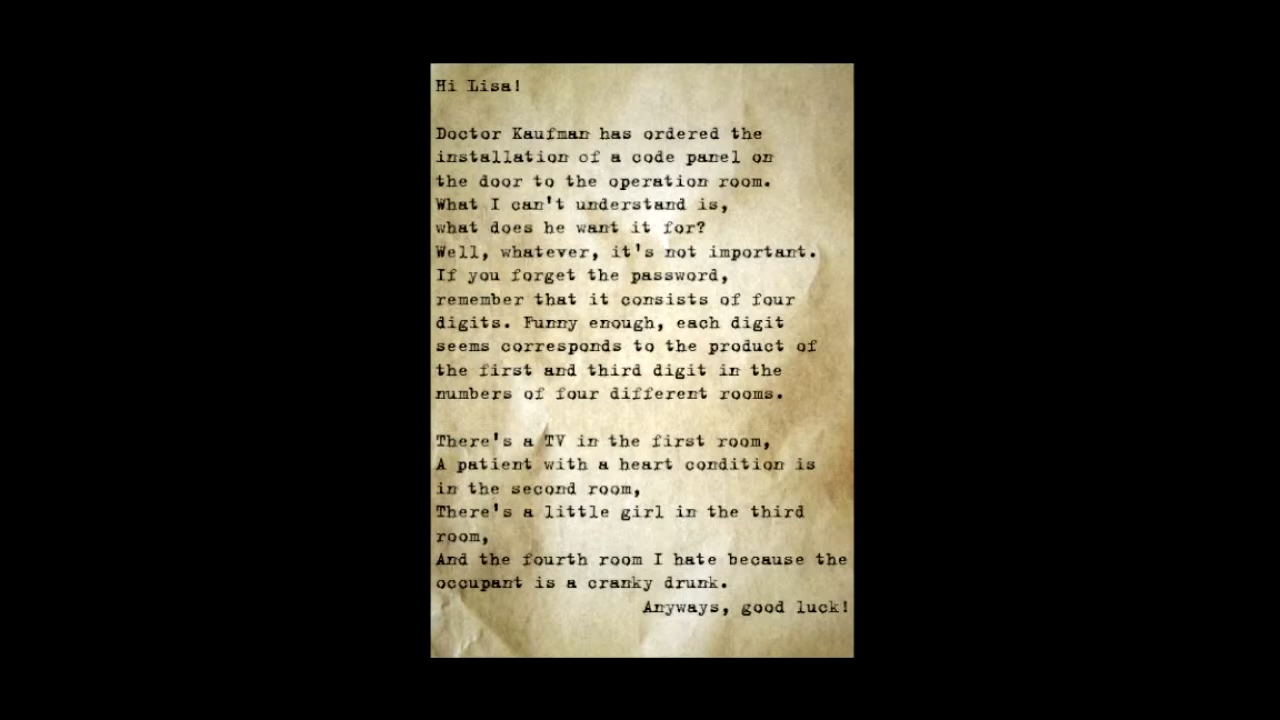 Hi Lisa!
Doctor Kaufman has ordered the
installation of a code panel on
the door to the operation room.
What I can't understand is,
what does he want it for?
Well, whatever, it's not important.
If you forget the password,
remember that it consists of four
digits. Funny enough, each digit
seems corresponds to the product of
the first and third digit in the
numbers of four different rooms.
There's a TV in the first room,
A patient with a heart condition is
in the second room,
There's a little girl in the third
room,
And the fourth room I hate because the
occupant is a cranky drunk.
Anyways, good luck!